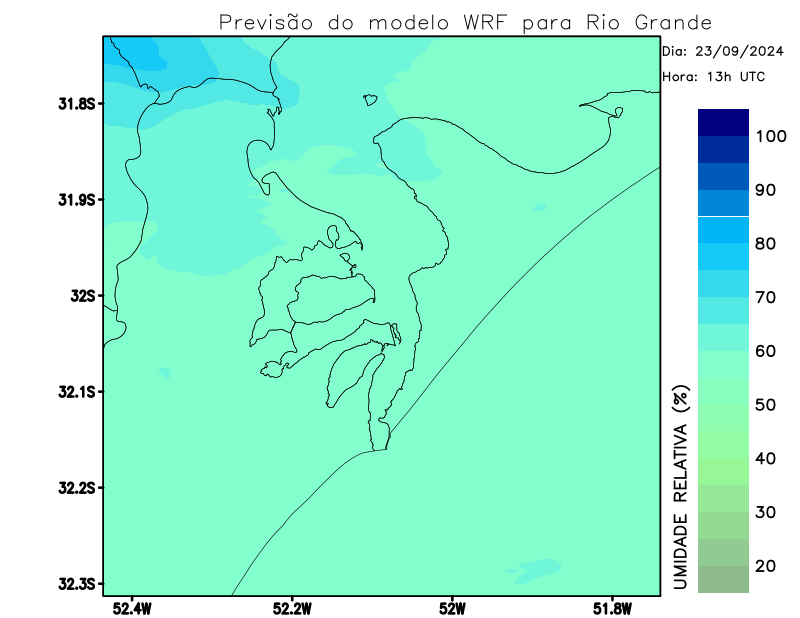 Previsão do modelo WRF para Rio Grande
Dia: 23/09/2024
Hora: 13h UTC
31.8S
31.9S
32S
32.1S
32.2S
32.3S
52.4W
52.2W
52W
51.8W
UMIDADE RELATIVA (%)
100
90
80
70
60
50
40
30
20